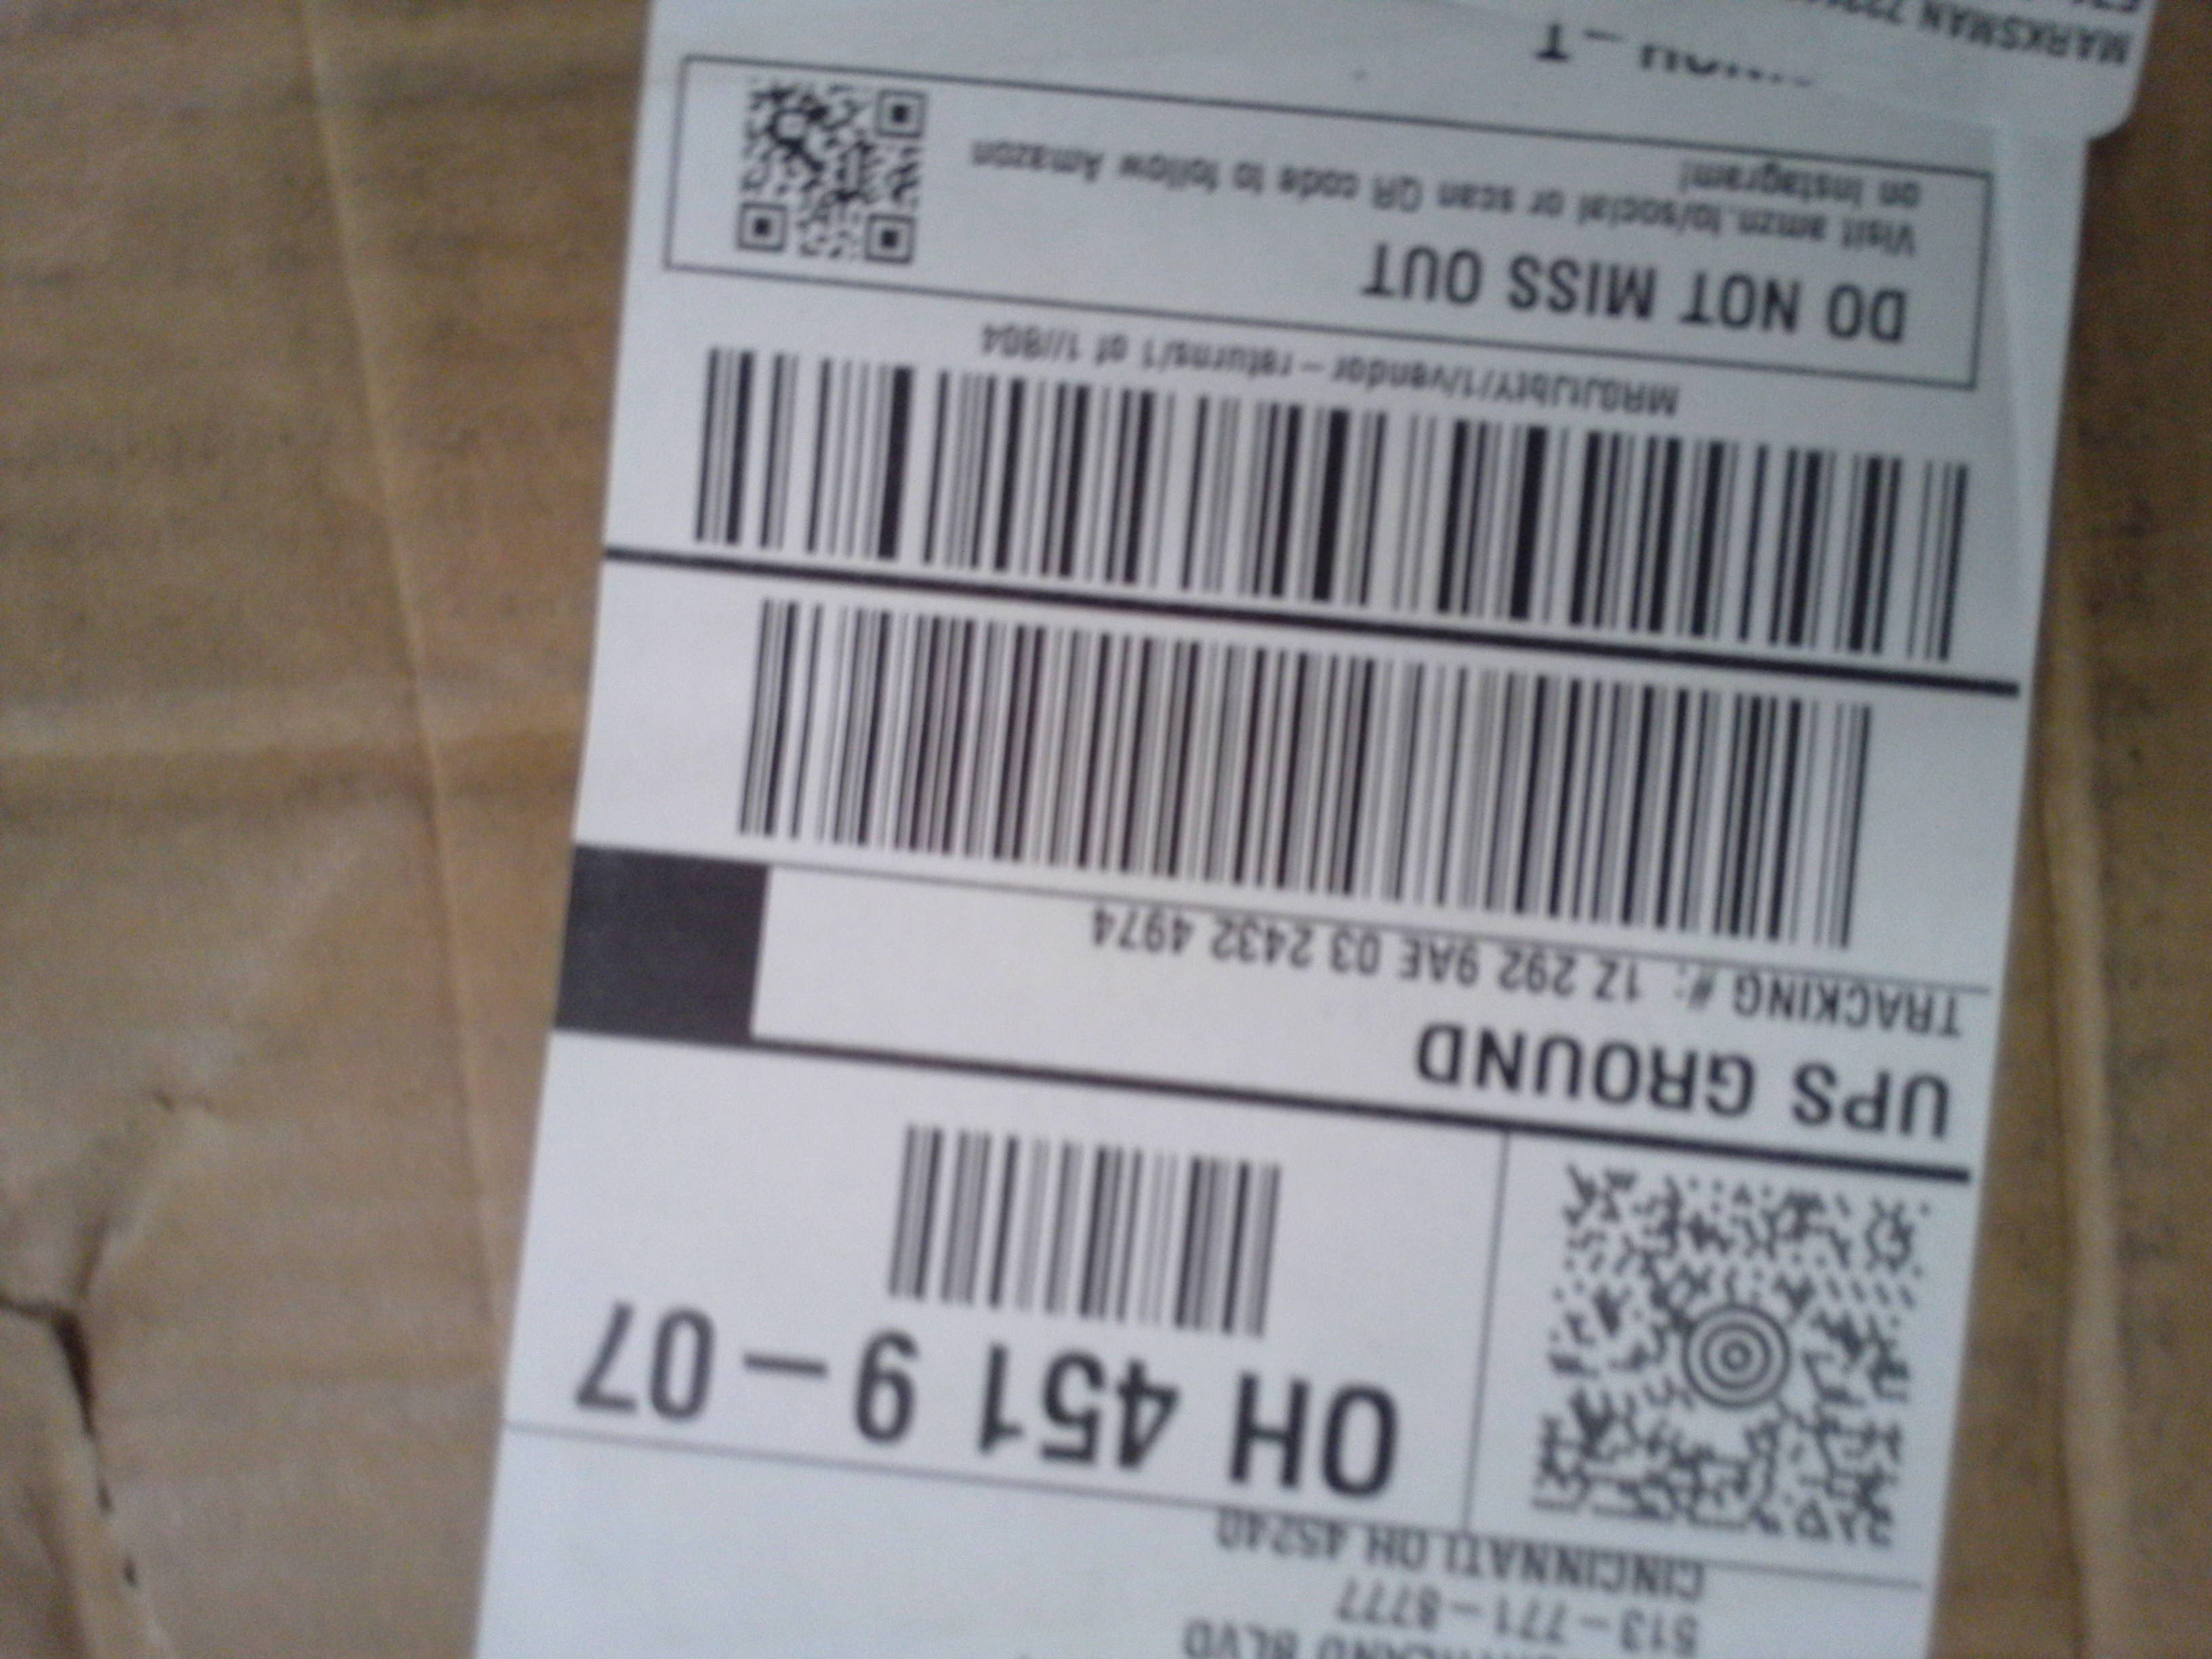 BLVD
513-771-8777
CINCINNATI OH 45240
OH 451 9-07
UPS GROUND
TRACKING #: 1Z 292 9AE 03 2432 4974
MRQJUbtY/1/vendor-returns/1 of 1//804
DO NOT MISS OUT
Visit amzn.to/social or scan QR code to follow Amazon
on Instagram!
MARKSMAN